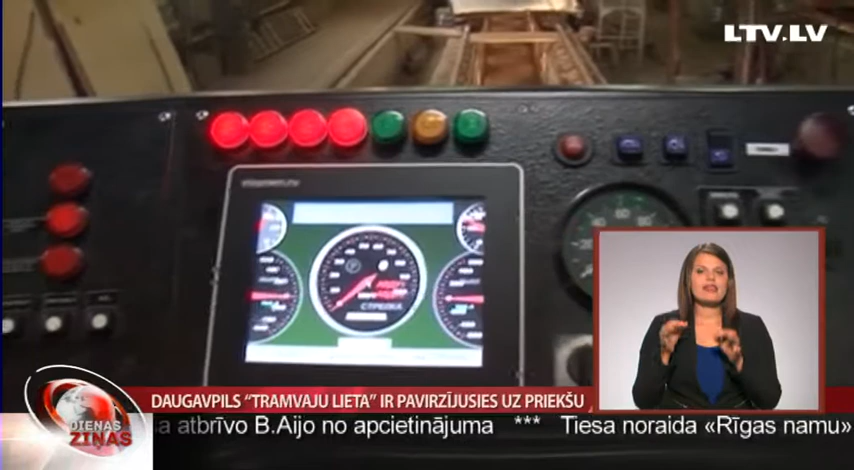 LTV.LV
СТРЕЛКА
DAUGAVPILS “TRAMVAJU LIETA” IR PAVIRZĪJUSIES UZ PRIEKŠU
DIENAS
ZIŅAS
atbrīvo B.Aijo no apcietinājuma *** Tiesa noraida «Rīgas namu»